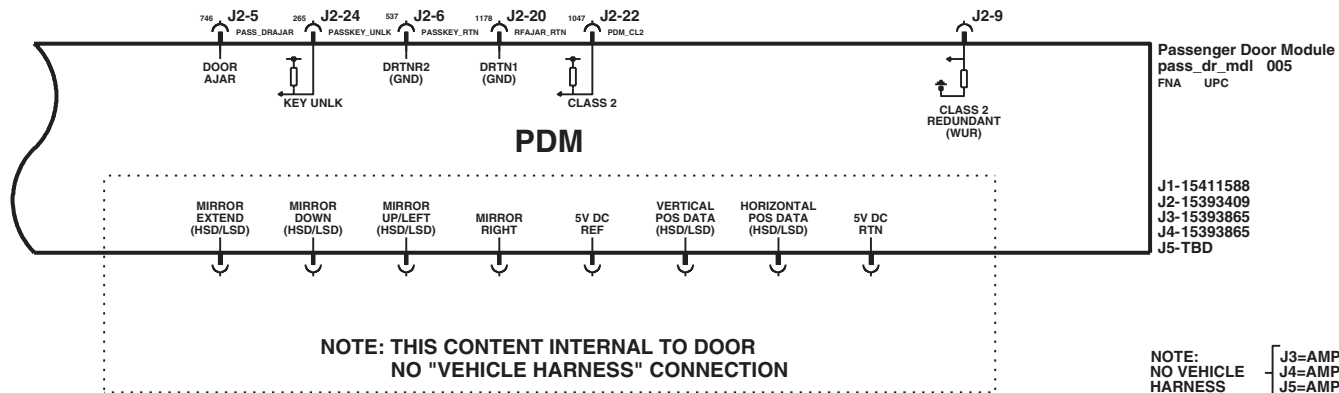 746 J2-5 PASS_DRAJAR
265 J2-24 PASSKEY_UNLK
537 J2-6 PASSKEY_RTN
1178 J2-20 RFAJAR_RTN
1047 J2-22 PDM_CL2
J2-9
DOOR
AJAR
KEY UNLK
DRTNR2
(GND)
DRTN1
(GND)
CLASS 2
CLASS 2
REDUNDANT
(WUR)
Passenger Door Module
pass_dr_mdl 005
FNA UPC
PDM
J1-15411588
J2-15393409
J3-15393865
J4-15393865
J5-TBD
MIRROR
EXTEND
(HSD/LSD)
MIRROR
DOWN
(HSD/LSD)
MIRROR
UP/LEFT
(HSD/LSD)
MIRROR
RIGHT
5V DC
REF
VERTICAL
POS DATA
(HSD/LSD)
HORIZONTAL
POS DATA
(HSD/LSD)
5V DC
RTN
NOTE: THIS CONTENT INTERNAL TO DOOR
NO "VEHICLE HARNESS" CONNECTION
NOTE:
NO VEHICLE
HARNESS
J3=AMP
J4=AMP
J5=AMP